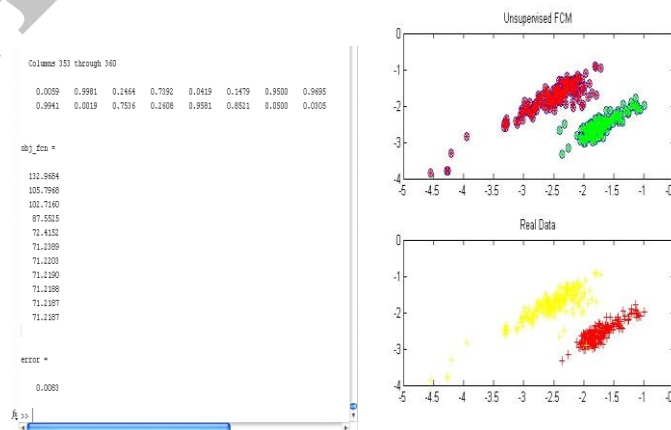 Columns 353 through 360
0.0059 0.9981 0.2464 0.7392 0.0419 0.1479 0.9500 0.9695
0.9941 0.0019 0.7536 0.2608 0.9581 0.8521 0.0500 0.0305
obj_fcn =
132.9684
105.7968
102.7160
87.5525
72.4152
71.2389
71.2203
71.2190
71.2188
71.2187
71.2187
error =
0.0083
fx >>
Unsupervised FCM
0
-1
-2
-3
-4
-5 -4.5 -4 -3.5 -3 -2.5 -2 -1.5 -1
Real Data
0
-1
-2
-3
-4
-5 -4.5 -4 -3.5 -3 -2.5 -2 -1.5 -1